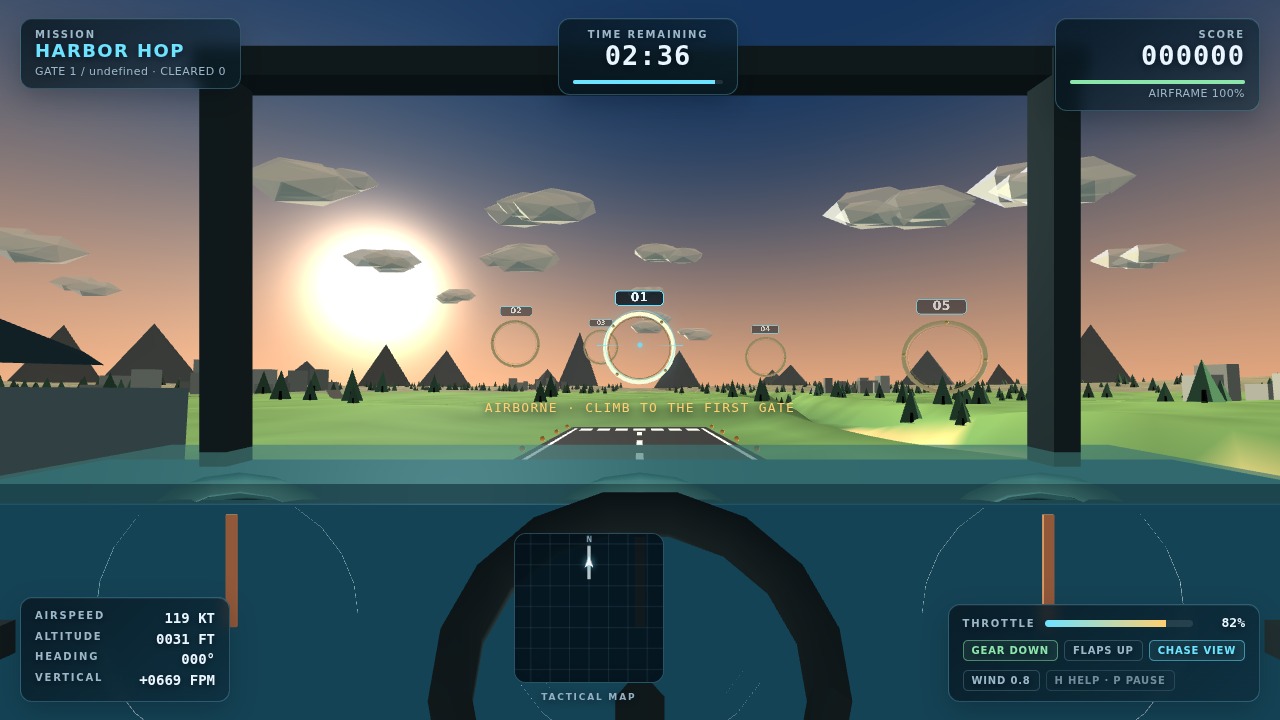 MISSION
HARBOR HOP
GATE 1 / undefined · CLEARED 0
TIME REMAINING
02:36
SCORE
000000
AIRFRAME 100%
01
02
03
04
05
AIRBORNE · CLIMB TO THE FIRST GATE
N
TACTICAL MAP
AIRSPEED 119 KT
ALTITUDE 0031 FT
HEADING 000°
VERTICAL +0669 FPM
THROTTLE 82%
GEAR DOWN FLAPS UP CHASE VIEW
WIND 0.8 H HELP · P PAUSE